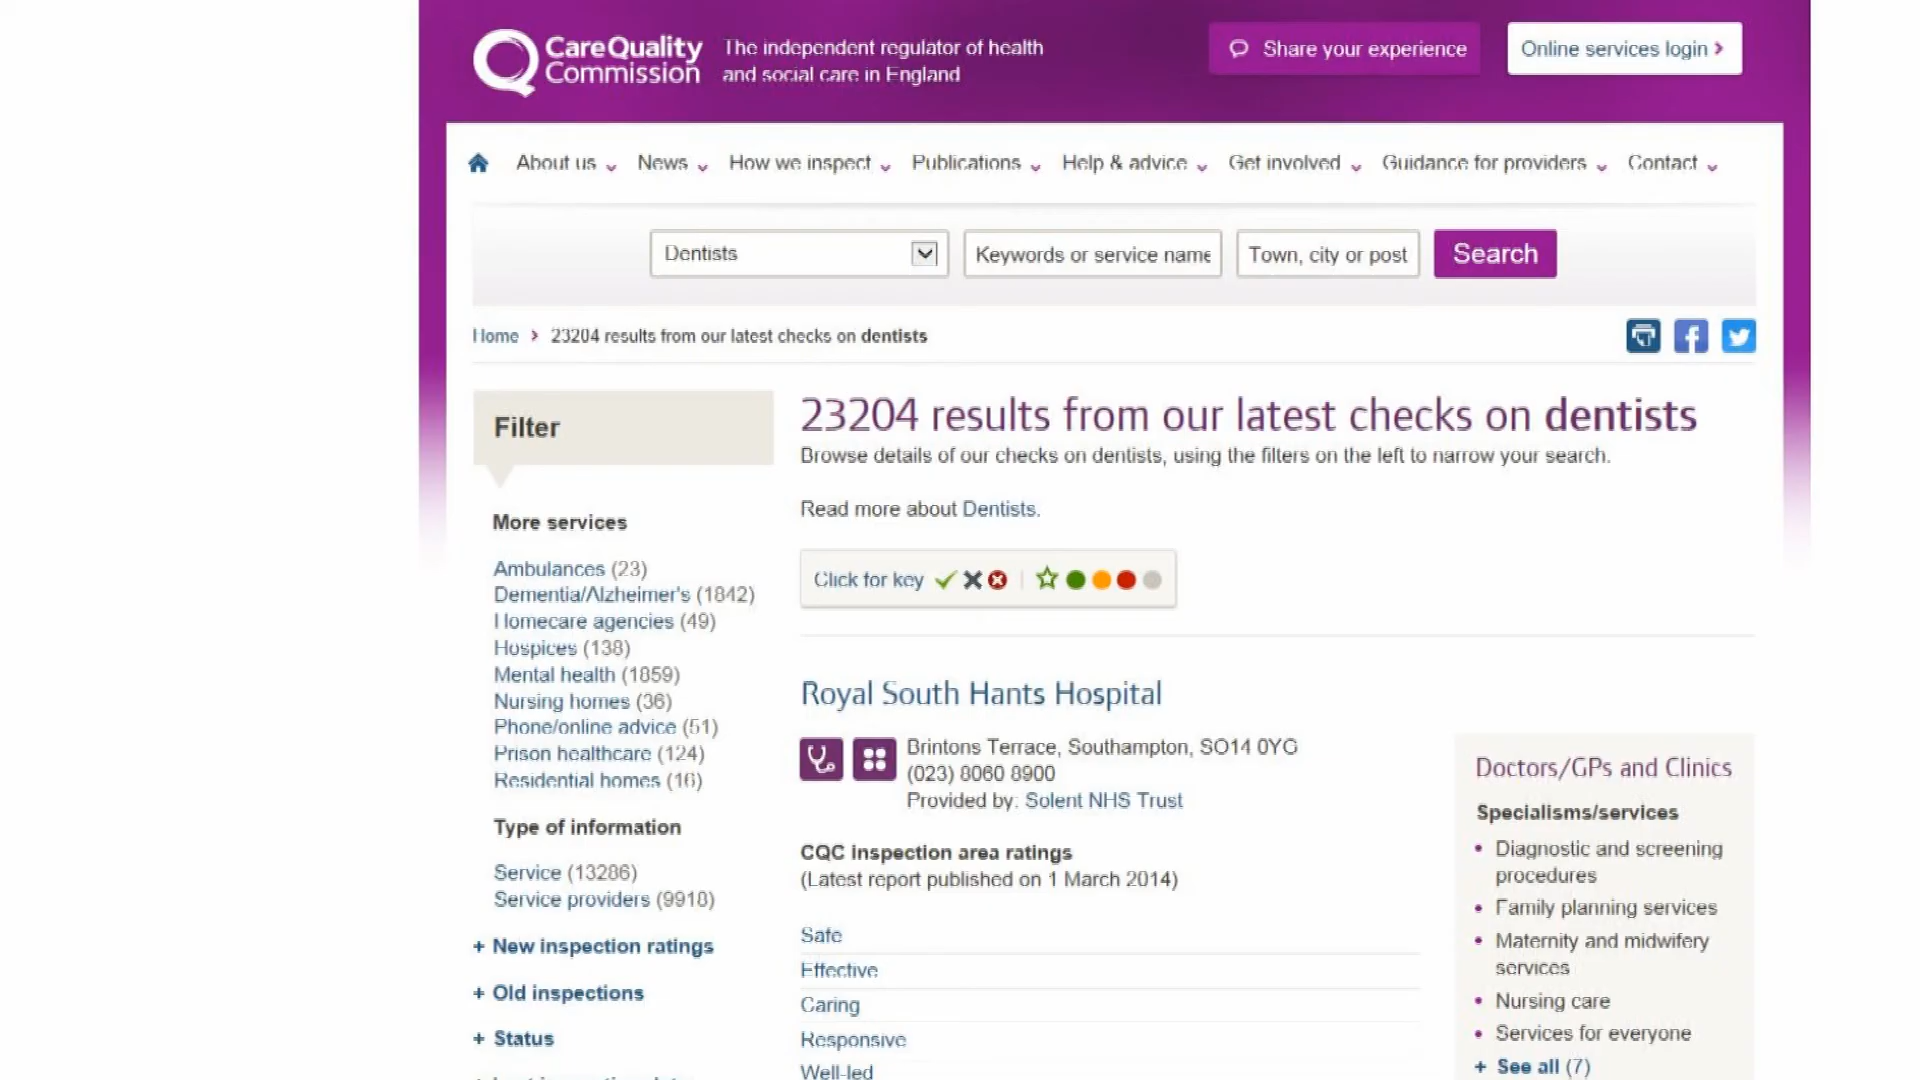 CareQuality
Commission
The independent regulator of health
and social care in England
Share your experience
Online services login
About us
News
How we inspect
Publications
Help & advice
Get involved
Guidance for providers
Contact
Dentists
Keywords or service name
Town, city or post
Search
Home
23204 results from our latest checks on dentists
Filter
More services
Ambulances (23)
Dementia/Alzheimer's (1842)
Homecare agencies (49)
Hospices (138)
Mental health (1859)
Nursing homes (36)
Phone/online advice (51)
Prison healthcare (124)
Residential homes (16)
Type of information
Service (13286)
Service providers (9918)
+ New inspection ratings
+ Old inspections
+ Status
23204 results from our latest checks on dentists
Browse details of our checks on dentists, using the filters on the left to narrow your search.
Read more about Dentists.
Click for key
Royal South Hants Hospital
Brintons Terrace, Southampton, SO14 0YG
(023) 8060 8900
Provided by: Solent NHS Trust
CQC inspection area ratings
(Latest report published on 1 March 2014)
Safe
Effective
Caring
Responsive
Well-led
Doctors/GPs and Clinics
Specialisms/services
• Diagnostic and screening
procedures
• Family planning services
• Maternity and midwifery
services
• Nursing care
• Services for everyone
+ See all (7)